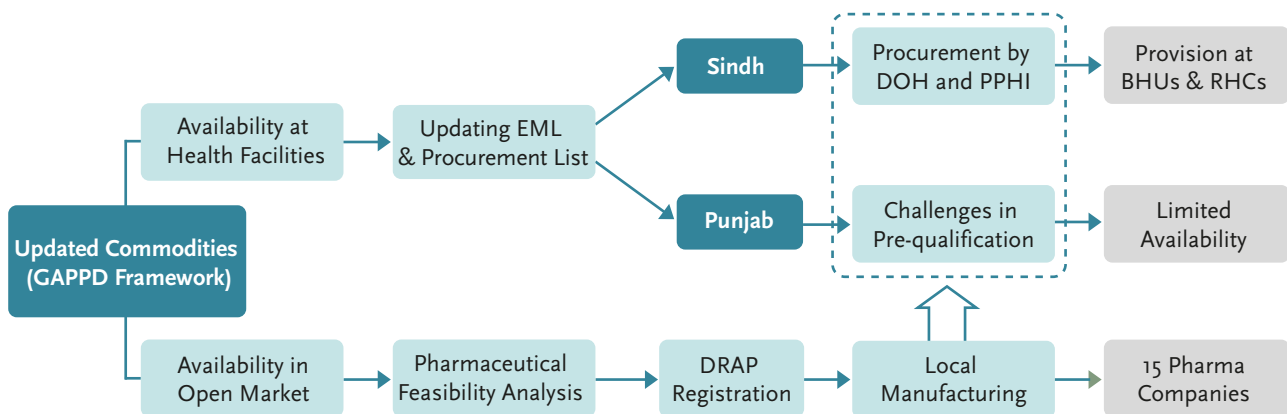 Updated Commodities
(GAPPD Framework)
Availability at
Health Facilities
Updating EML
& Procurement List
Sindh
Procurement by
DOH and PPHI
Provision at
BHUs & RHCs
Punjab
Challenges in
Pre-qualification
Limited
Availability
Availability in
Open Market
Pharmaceutical
Feasibility Analysis
DRAP
Registration
Local
Manufacturing
15 Pharma
Companies